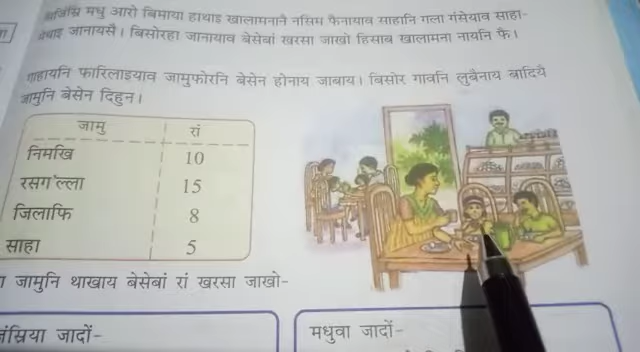 मधु आरो बिमाया हाथाइ खालामनानै नसिम फैनायाव साहानि गला गंसेयाव साहा-
जानायसै। बिसोरहा जानायाव बेसेबां खरसा जाखो हिसाब खालामना नायनि फै।
फारिलाइयाव जामुफोरनि बेसेन होनाय जाबाय। बिसोर गावनि लुबैनाय बादियै
जामुनि बेसेन दिहुन।
जामु रां
निमखि 10
रसग'ल्ला 15
जिलाफि 8
साहा 5
जामुनि थाखाय बेसेबां रां खरसा जाखो-
जादों-
मधुवा जादों-